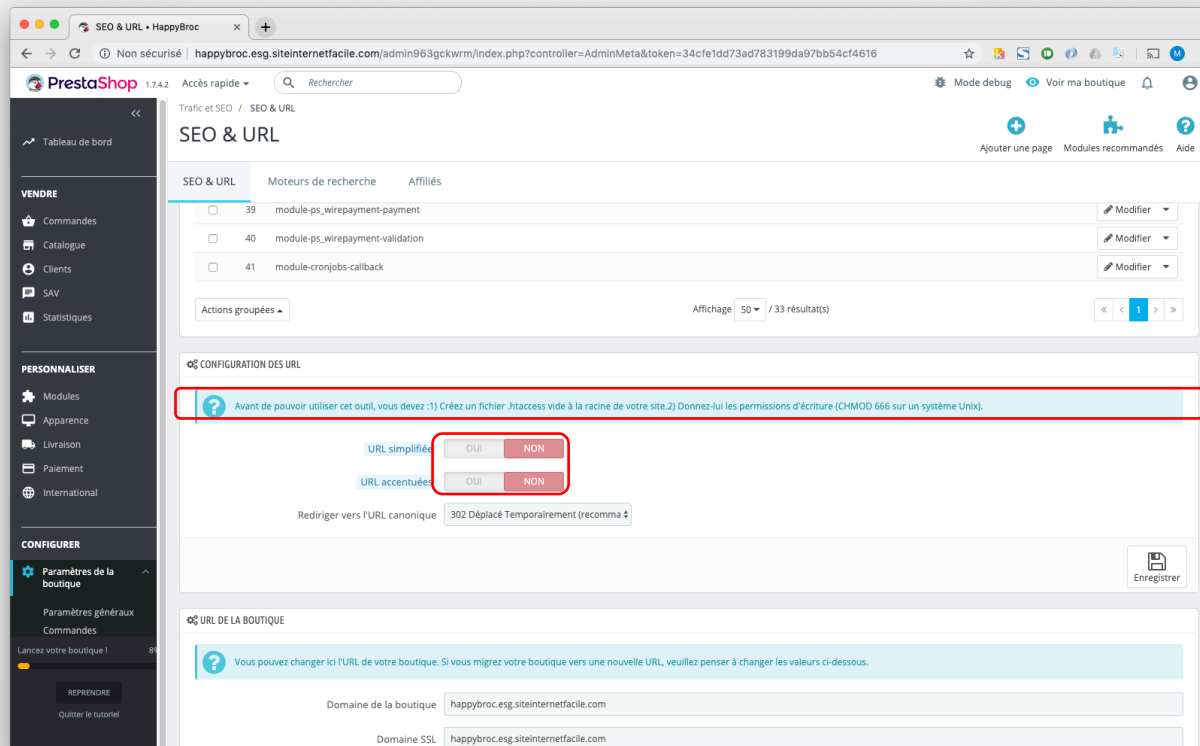 SEO & URL • HappyBroc
Non sécurisé | happybroc.esg.siteinternetfacile.com/admin963gckwrm/index.php?controller=AdminMeta&token=34cfe1dd73ad783199da97bb54cf4616
M
PrestaShop 1.7.4.2 Accès rapide Rechercher Mode debug Voir ma boutique
Trafic et SEO / SEO & URL
SEO & URL
Ajouter une page Modules recommandés Aide
SEO & URL Moteurs de recherche Affiliés
Tableau de bord
VENDRE
Commandes
Catalogue
Clients
SAV
Statistiques
PERSONNALISER
Modules
Apparence
Livraison
Paiement
International
CONFIGURER
Paramètres de la
boutique
Paramètres généraux
Commandes
Lancez votre boutique ! 8%
REPRENDRE
Quitter le tutoriel
39 module-ps_wirepayment-payment Modifier
40 module-ps_wirepayment-validation Modifier
41 module-cronjobs-callback Modifier
Actions groupées Affichage 50 / 33 résultat(s) « < 1 > »
CONFIGURATION DES URL
Avant de pouvoir utiliser cet outil, vous devez :1) Créez un fichier .htaccess vide à la racine de votre site.2) Donnez-lui les permissions d'écriture (CHMOD 666 sur un système Unix).
URL simplifiée OUI NON
URL accentuées OUI NON
Rediriger vers l'URL canonique 302 Déplacé Temporairement (recomma
Enregistrer
URL DE LA BOUTIQUE
Vous pouvez changer ici l'URL de votre boutique. Si vous migrez votre boutique vers une nouvelle URL, veuillez penser à changer les valeurs ci-dessous.
Domaine de la boutique happybroc.esg.siteinternetfacile.com
Domaine SSL happybroc.esg.siteinternetfacile.com